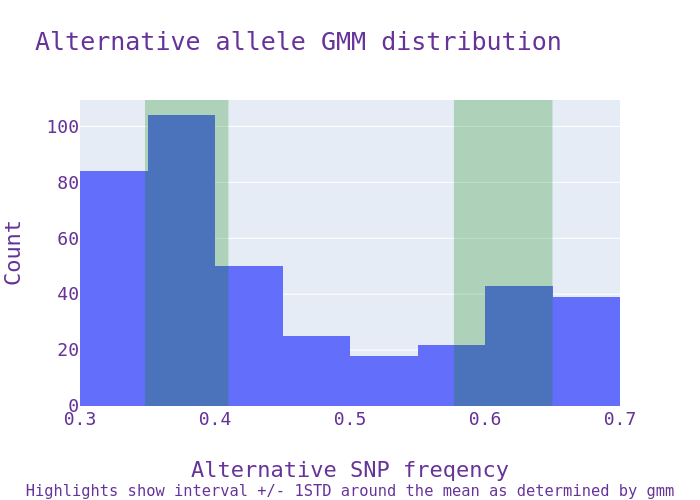 Alternative allele GMM distribution
100
80
60
40
20
0
Count
0.3 0.4 0.5 0.6 0.7
Alternative SNP freqency
Highlights show interval +/- 1STD around the mean as determined by gmm